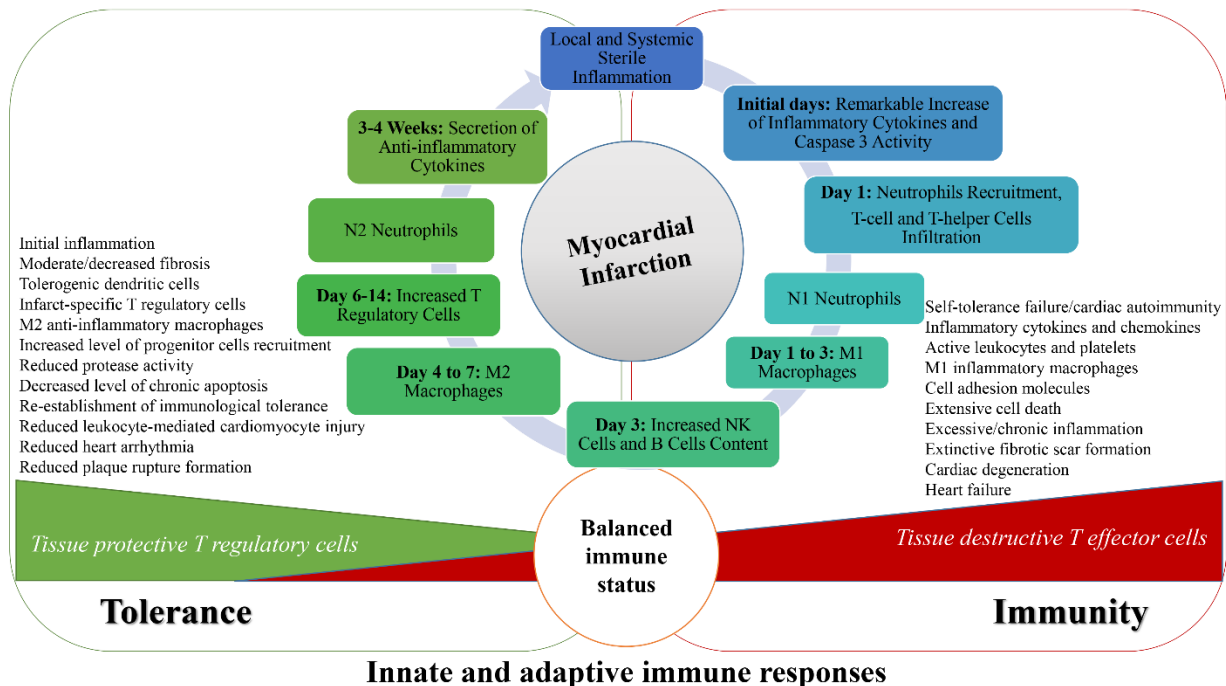 Local and Systemic
Sterile
Inflammation
Initial days: Remarkable Increase
of Inflammatory Cytokines and
Caspase 3 Activity
Day 1: Neutrophils Recruitment,
T-cell and T-helper Cells
Infiltration
N1 Neutrophils
Day 1 to 3: M1
Macrophages
Day 3: Increased NK
Cells and B Cells Content
Day 4 to 7: M2
Macrophages
Day 6-14: Increased T
Regulatory Cells
N2 Neutrophils
3-4 Weeks: Secretion of
Anti-inflammatory
Cytokines
Myocardial
Infarction
Initial inflammation
Moderate/decreased fibrosis
Tolerogenic dendritic cells
Infarct-specific T regulatory cells
M2 anti-inflammatory macrophages
Increased level of progenitor cells recruitment
Reduced protease activity
Decreased level of chronic apoptosis
Re-establishment of immunological tolerance
Reduced leukocyte-mediated cardiomyocyte injury
Reduced heart arrhythmia
Reduced plaque rupture formation
Self-tolerance failure/cardiac autoimmunity
Inflammatory cytokines and chemokines
Active leukocytes and platelets
M1 inflammatory macrophages
Cell adhesion molecules
Extensive cell death
Excessive/chronic inflammation
Extinctive fibrotic scar formation
Cardiac degeneration
Heart failure
Tissue protective T regulatory cells
Balanced
immune
status
Tissue destructive T effector cells
Tolerance
Immunity
Innate and adaptive immune responses